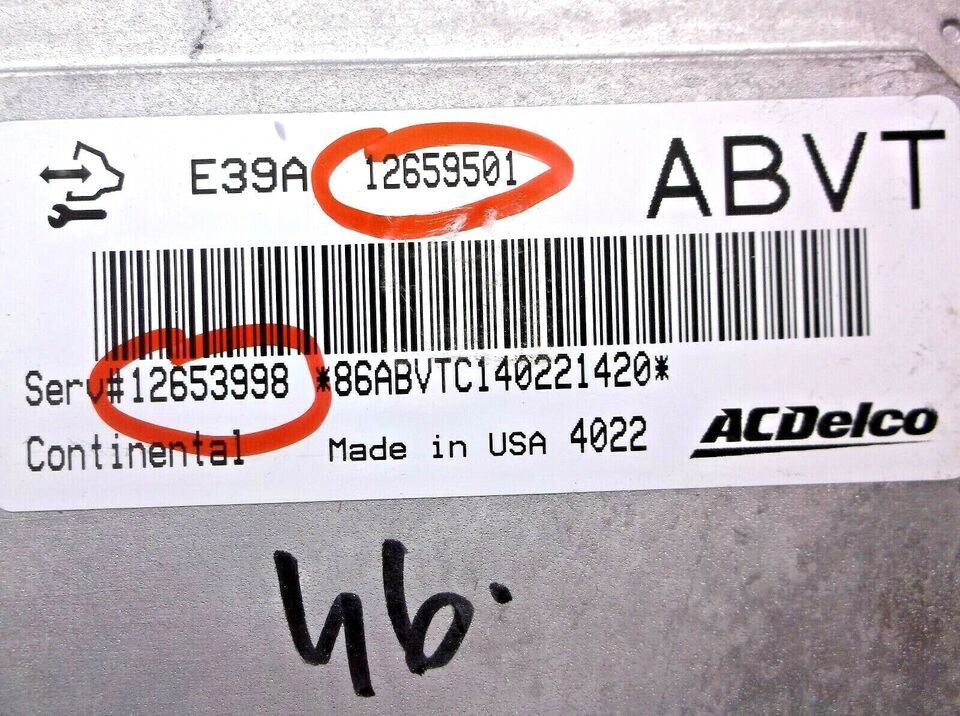 E39A 12659501 ABVT
Serv#12653998 *86ABVTC140221420*
Continental Made in USA 4022 ACDelco
46.